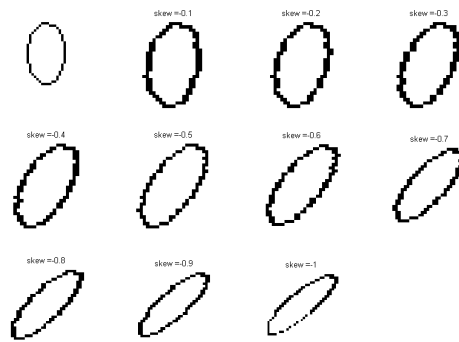 skew =-0.1
skew =-0.2
skew =-0.3
skew =-0.4
skew =-0.5
skew =-0.6
skew =-0.7
skew =-0.8
skew =-0.9
skew =-1